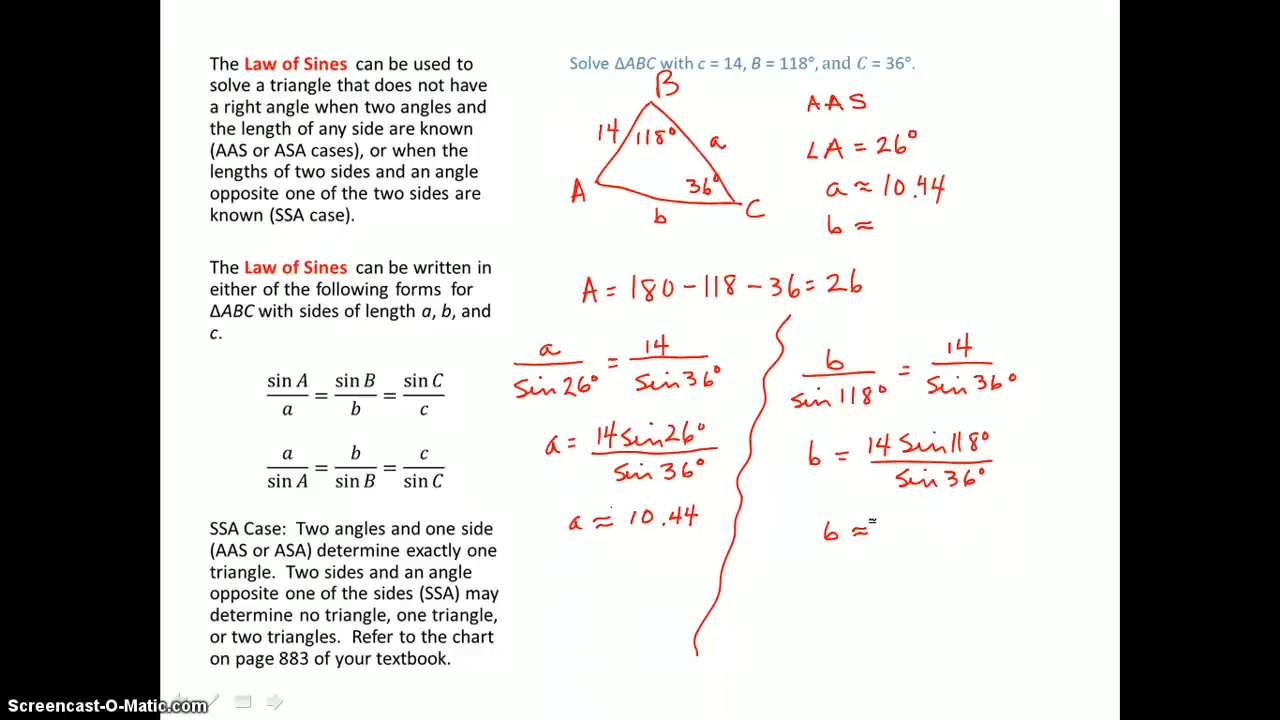 The Law of Sines can be used to
solve a triangle that does not have
a right angle when two angles and
the length of any side are known
(AAS or ASA cases), or when the
lengths of two sides and an angle
opposite one of the two sides are
known (SSA case).
The Law of Sines can be written in
either of the following forms for
ΔABC with sides of length a, b, and
c.
sin A / a = sin B / b = sin C / c
a / sin A = b / sin B = c / sin C
SSA Case: Two angles and one side
(AAS or ASA) determine exactly one
triangle. Two sides and an angle
opposite one of the sides (SSA) may
determine no triangle, one triangle,
or two triangles. Refer to the chart
on page 883 of your textbook.
Solve ΔABC with c = 14, B = 118°, and C = 36°.
B
14
118°
a
A
36°
C
b
AAS
∠A = 26°
a ≈ 10.44
b ≈
A = 180 - 118 - 36 = 26
a / sin 26° = 14 / sin 36°
a = 14 sin 26° / sin 36°
a ≈ 10.44
b / sin 118° = 14 / sin 36°
b = 14 sin 118° / sin 36°
b ≈ =
Screencast-O-Matic.com